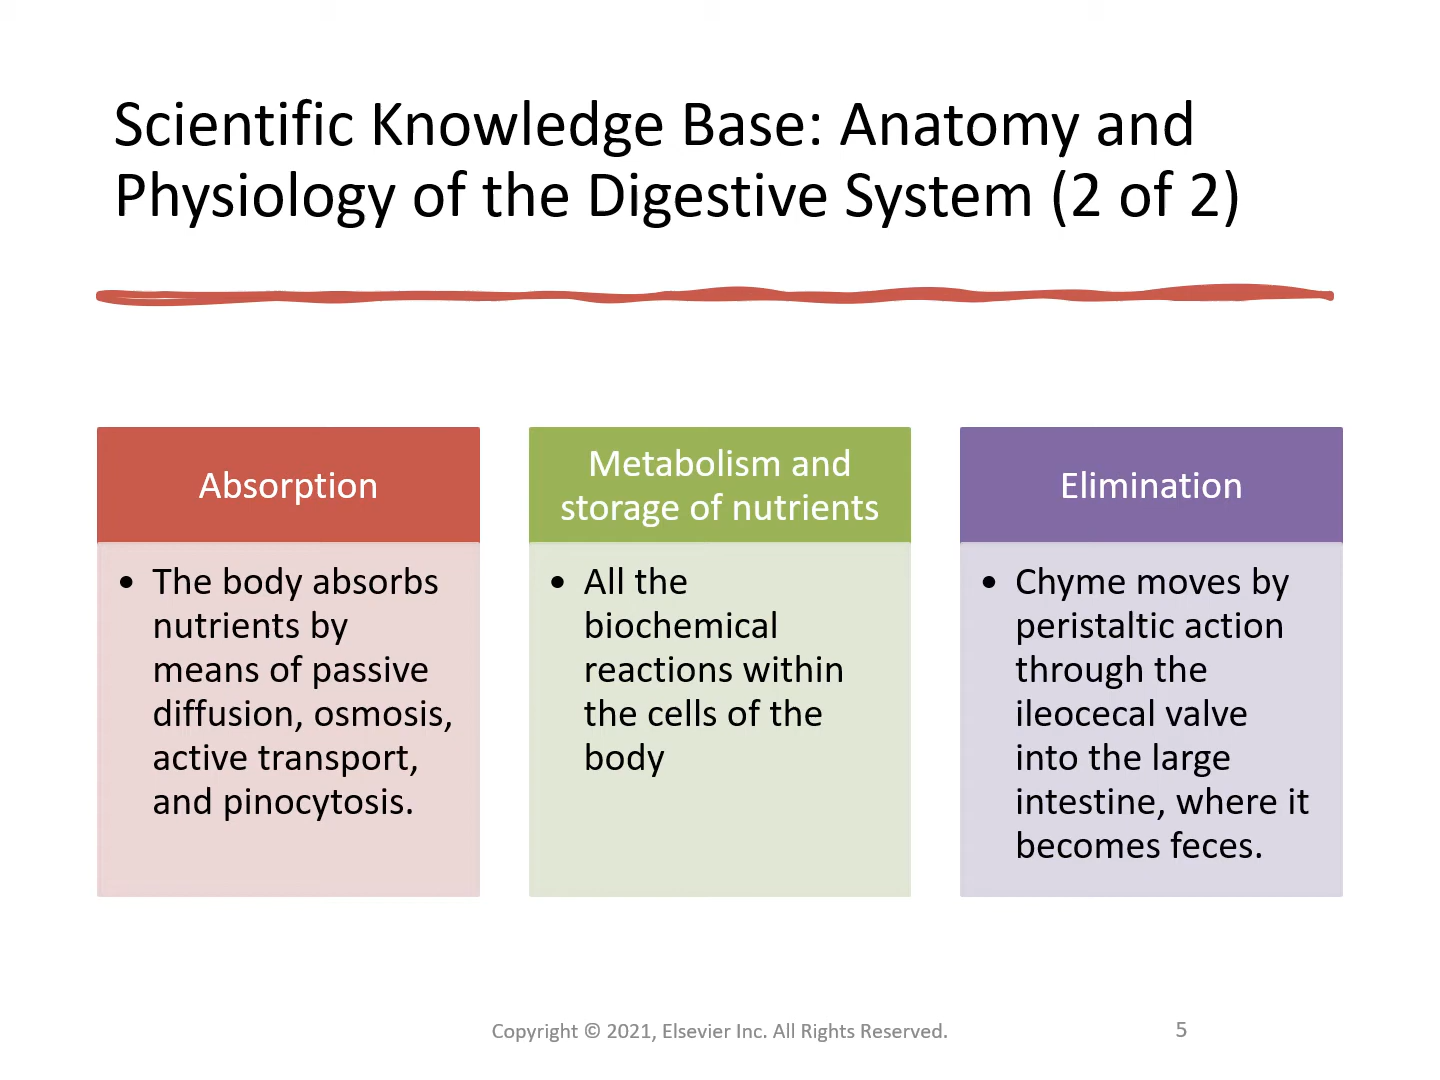 Scientific Knowledge Base: Anatomy and
Physiology of the Digestive System (2 of 2)
Absorption
• The body absorbs
nutrients by
means of passive
diffusion, osmosis,
active transport,
and pinocytosis.
Metabolism and
storage of nutrients
• All the
biochemical
reactions within
the cells of the
body
Elimination
• Chyme moves by
peristaltic action
through the
ileocecal valve
into the large
intestine, where it
becomes feces.
Copyright © 2021, Elsevier Inc. All Rights Reserved.
5